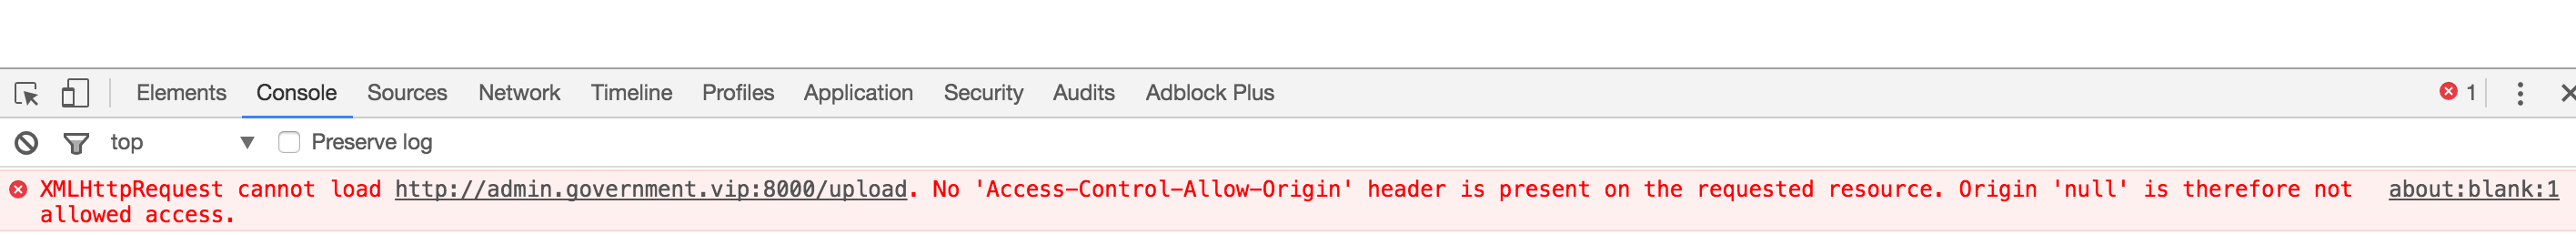 Elements Console Sources Network Timeline Profiles Application Security Audits Adblock Plus 1
top Preserve log
XMLHttpRequest cannot load http://admin.government.vip:8000/upload. No 'Access-Control-Allow-Origin' header is present on the requested resource. Origin 'null' is therefore not about:blank:1
allowed access.